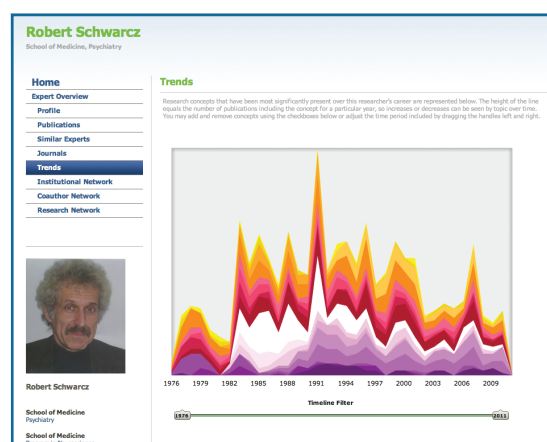 Robert Schwarcz
School of Medicine, Psychiatry
Home
Expert Overview
Profile
Publications
Similar Experts
Journals
Trends
Institutional Network
Coauthor Network
Research Network
Robert Schwarcz
School of Medicine
Psychiatry
School of Medicine
Trends
Research concepts that have been most significantly present over this researcher's career are represented below. The height of the line
equals the number of publications including the concept for a particular year, so increases or decreases can be seen by topic over time.
You may add and remove concepts using the checkboxes below or adjust the time period included by dragging the handles left and right.
1976 1979 1982 1985 1988 1991 1994 1997 2000 2003 2006 2009
Timeline Filter
1976 2011